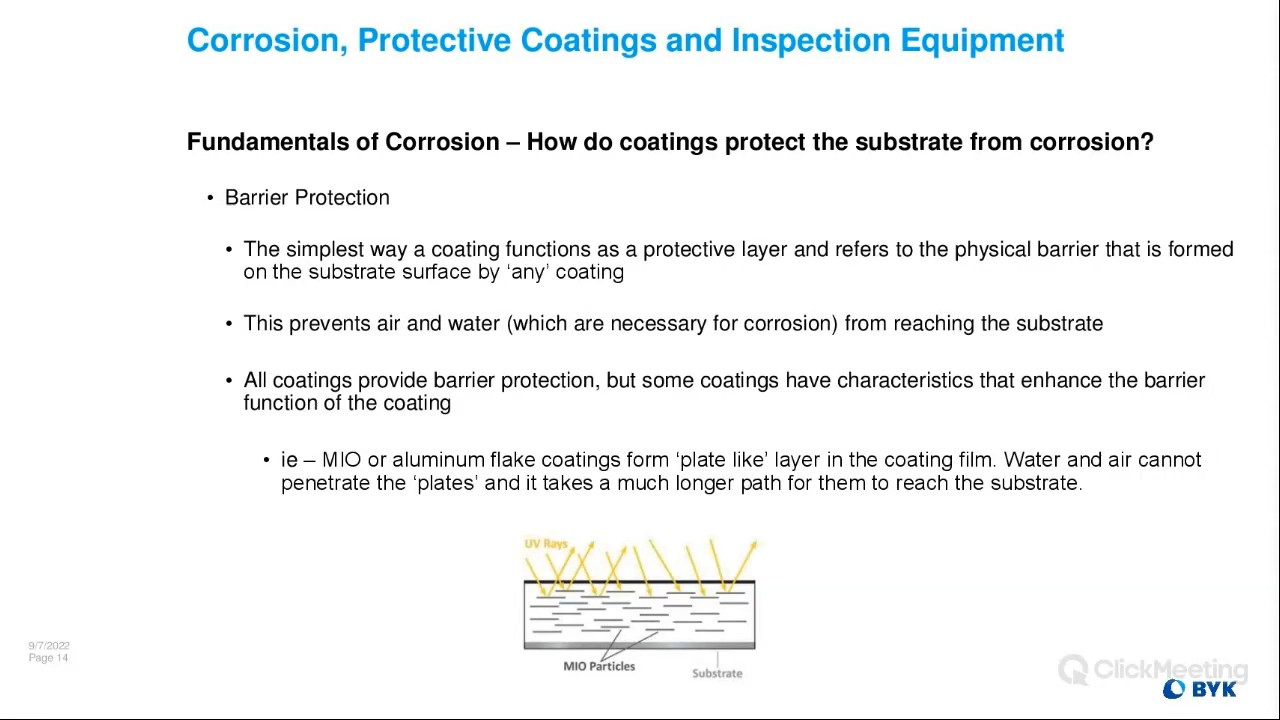 Corrosion, Protective Coatings and Inspection Equipment
Fundamentals of Corrosion – How do coatings protect the substrate from corrosion?
• Barrier Protection
• The simplest way a coating functions as a protective layer and refers to the physical barrier that is formed
on the substrate surface by ‘any’ coating
• This prevents air and water (which are necessary for corrosion) from reaching the substrate
• All coatings provide barrier protection, but some coatings have characteristics that enhance the barrier
function of the coating
• ie – MIO or aluminum flake coatings form ‘plate like’ layer in the coating film. Water and air cannot
penetrate the ‘plates’ and it takes a much longer path for them to reach the substrate.
UV Rays
MIO Particles
Substrate
9/7/2022
Page 14
ClickMeeting
BYK